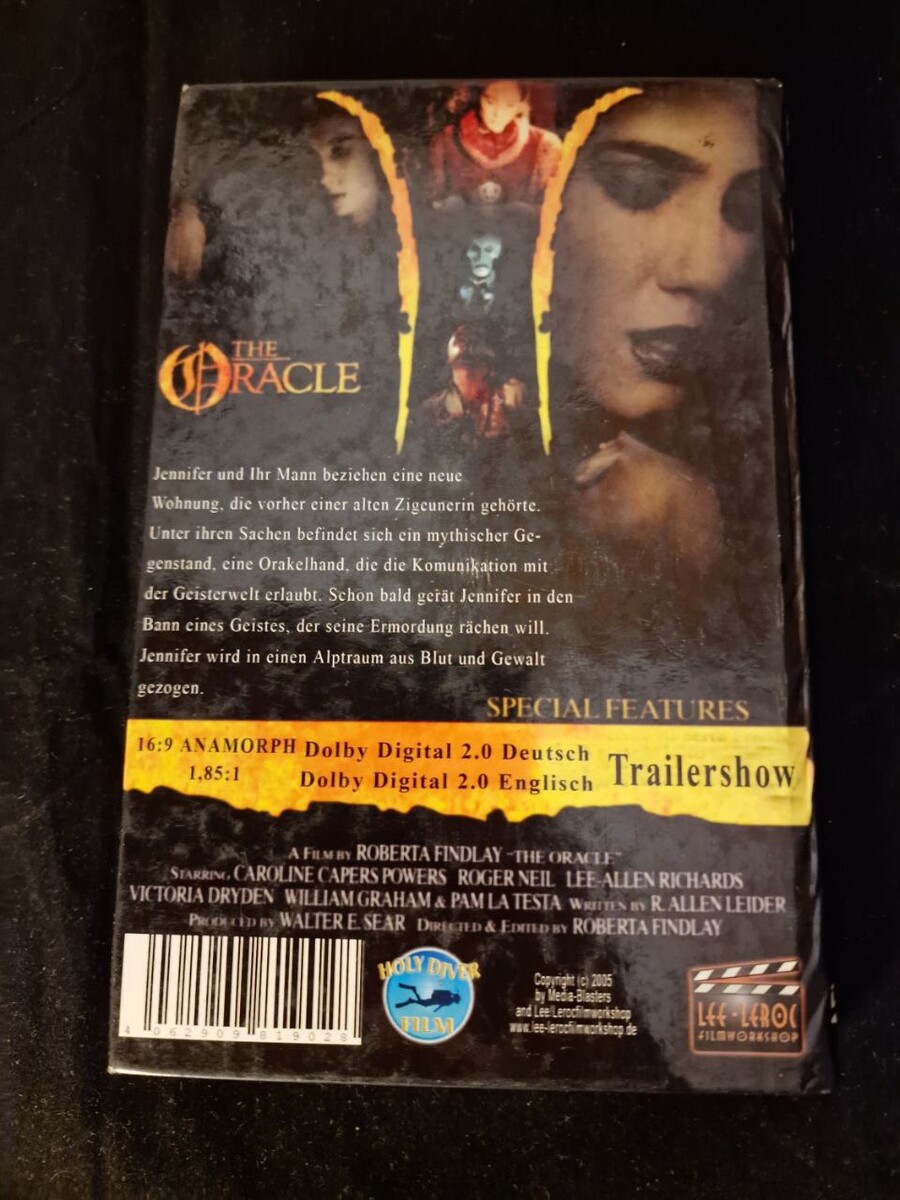 THE
ORACLE
Jennifer und Ihr Mann beziehen eine neue
Wohnung, die vorher einer alten Zigeunerin gehörte.
Unter ihren Sachen befindet sich ein mythischer Ge-
genstand, eine Orakelhand, die die Komunikation mit
der Geisterwelt erlaubt. Schon bald gerät Jennifer in den
Bann eines Geistes, der seine Ermordung rächen will.
Jennifer wird in einen Alptraum aus Blut und Gewalt
gezogen.
SPECIAL FEATURES
16:9 ANAMORPH
1,85:1
Dolby Digital 2.0 Deutsch
Dolby Digital 2.0 Englisch
Trailershow
A FILM BY ROBERTA FINDLAY "THE ORACLE"
STARRING CAROLINE CAPERS POWERS ROGER NEIL LEE-ALLEN RICHARDS
VICTORIA DRYDEN WILLIAM GRAHAM & PAM LA TESTA WRITTEN BY R. ALLEN LEIDER
PRODUCED BY WALTER E. SEAR DIRECTED & EDITED BY ROBERTA FINDLAY
4 062909 819028
HOLY DIVER
FILM
Copyright (c) 2005
by Media-Blasters
and Lee/Lerocfilmworkshop
www.lee-lerocfilmworkshop.de
LEE-LEROC
FILMWORKSHOP